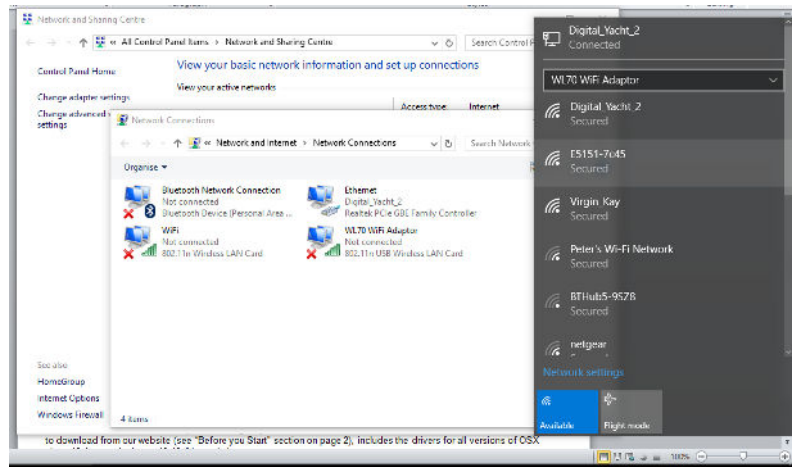 Network and Sharing Centre
« All Control Panel Items › Network and Sharing Centre
Search Control
Control Panel Home
Change adapter settings
Change advanced
settings
View your basic network information and set up connections
View your active networks
Access type: Internet
Network Connections
« Network and Internet › Network Connections
Search Network
Organise
Bluetooth Network Connection
Not connected
Bluetooth Device (Personal Area ...
Ethernet
Digital_Yacht_2
Realtek PCIe GBE Family Controller
WiFi
Not connected
802.11n Wireless LAN Card
WL70 WiFi Adaptor
Not connected
802.11n USB Wireless LAN Card
See also
HomeGroup
Internet Options
Windows Firewall
4 items
Digital_Yacht_2
Connected
WL70 WiFi Adaptor
Digital Yacht 2
Secured
E5151-7c45
Secured
Virgin Kay
Secured
Peter's Wi-Fi Network
Secured
BTHub5-9SZ8
Secured
netgear
Network settings
Available
Flight mode
to download from our website (see "Before you Start" section on page 2), includes the drivers for all versions of OSX
100%